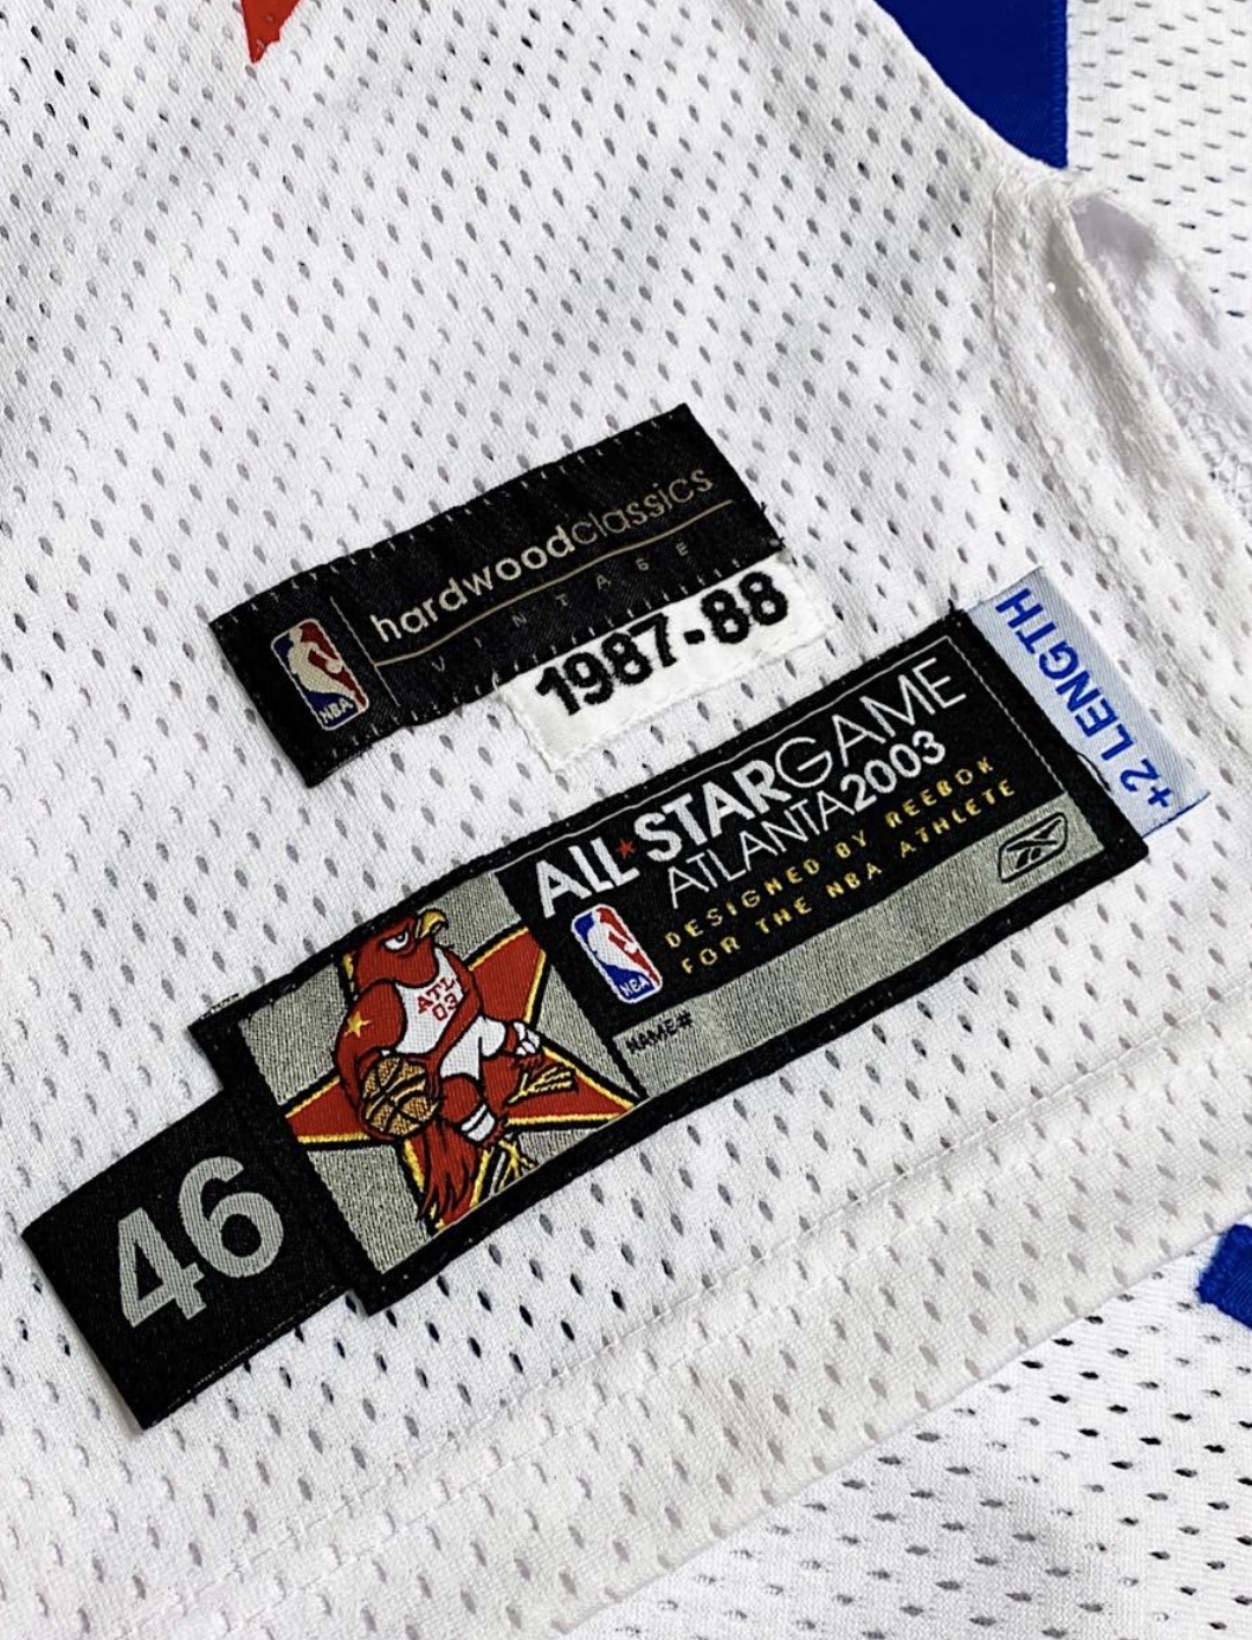 hardwoodclassics
VINTAGE
NBA
1987-88
+2 LENGTH
ALL★STARGAME
ATLANTA2003
DESIGNED BY REEBOK
FOR THE NBA ATHLETE
NBA
NAME#
ATL
03
46